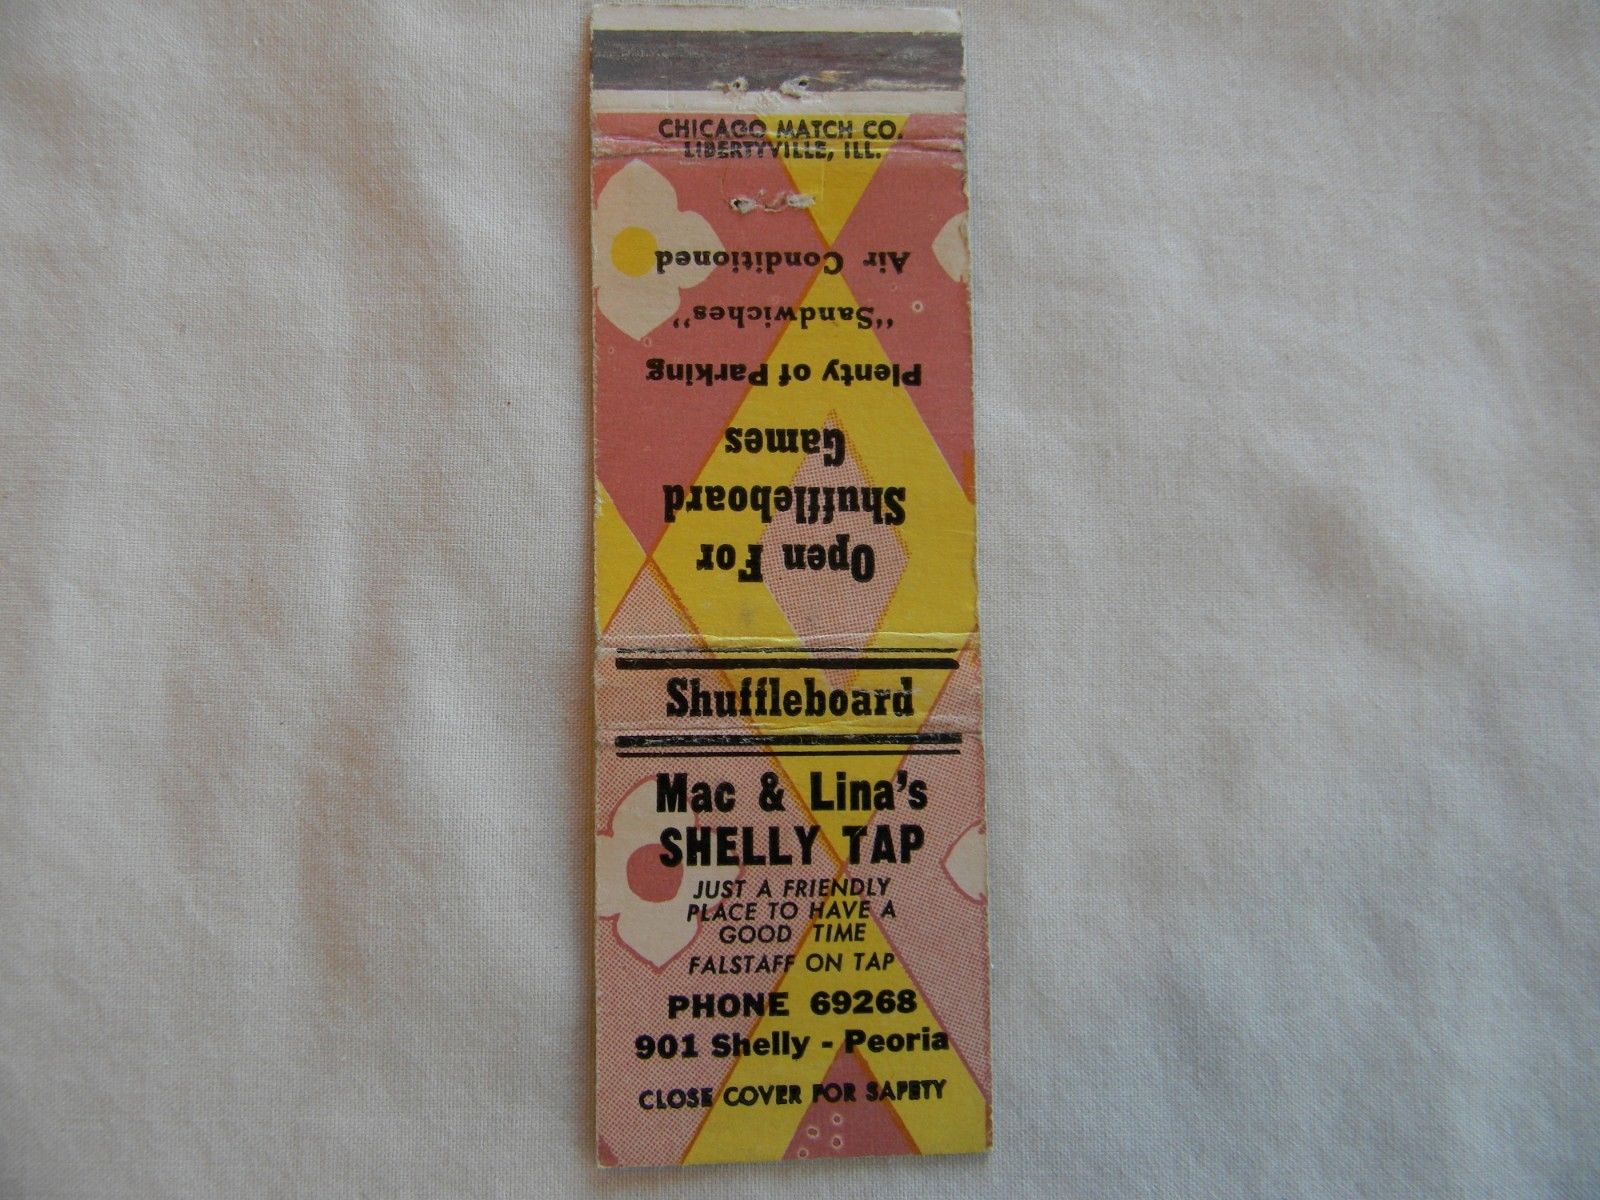 CHICAGO MATCH CO.
LIBERTYVILLE, ILL.
Open For
Shuffleboard
Games
Plenty of Parking
"Sandwiches"
Air Conditioned
Shuffleboard
Mac & Lina's
SHELLY TAP
JUST A FRIENDLY
PLACE TO HAVE A
GOOD TIME
FALSTAFF ON TAP
PHONE 69268
901 Shelly - Peoria
CLOSE COVER FOR SAFETY